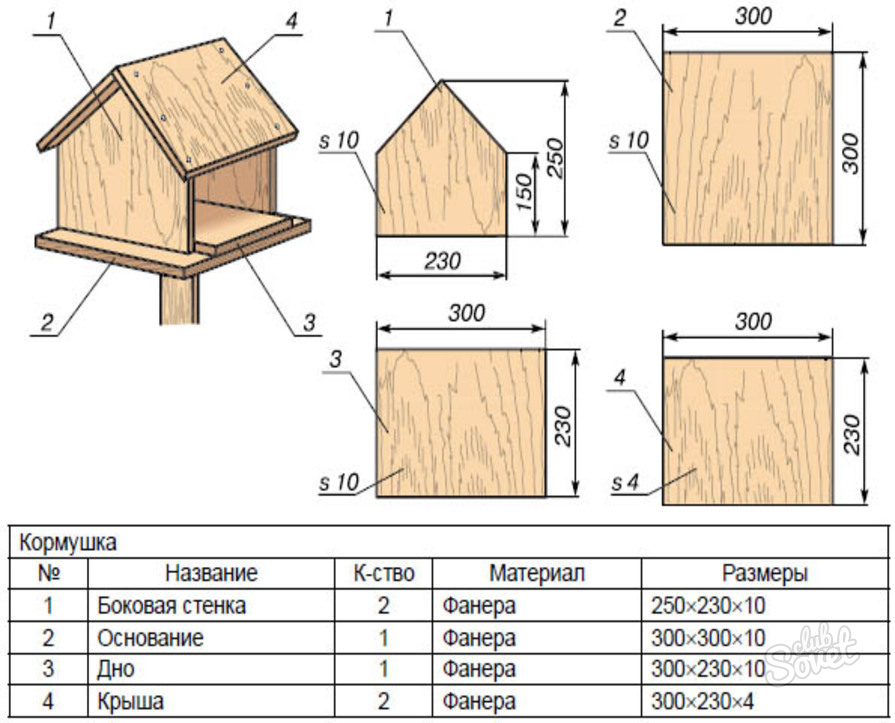 1
4
2
3
1
s 10
150
250
230
2
300
s 10
300
300
3
230
s 10
300
4
230
s 4
Кормушка
№ Название К-ство Материал Размеры
1 Боковая стенка 2 Фанера 250×230×10
2 Основание 1 Фанера 300×300×10
3 Дно 1 Фанера 300×230×10
4 Крыша 2 Фанера 300×230×4
club
Sovet